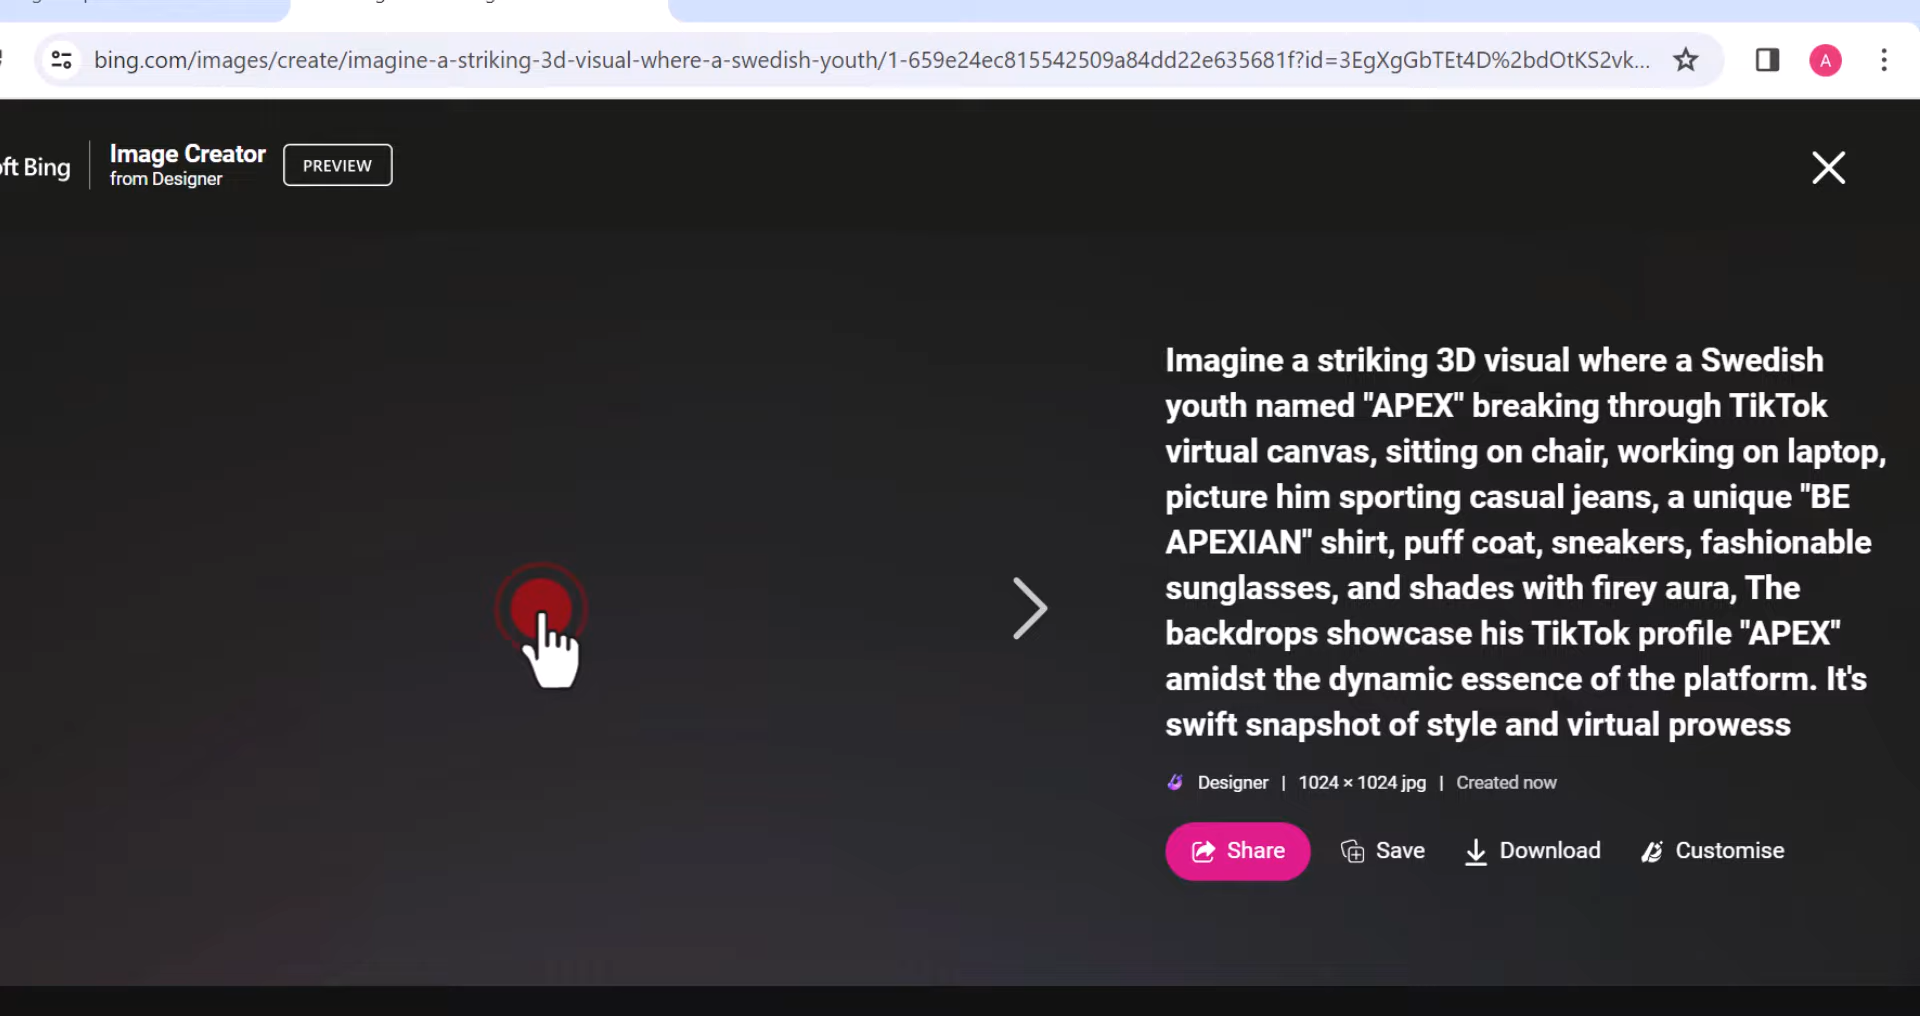 bing.com/images/create/imagine-a-striking-3d-visual-where-a-swedish-youth/1-659e24ec815542509a84dd22e635681f?id=3EgXgGbTEt4D%2bdOtKS2vk...
A
Bing
Image Creator
from Designer
PREVIEW
Imagine a striking 3D visual where a Swedish
youth named "APEX" breaking through TikTok
virtual canvas, sitting on chair, working on laptop,
picture him sporting casual jeans, a unique "BE
APEXIAN" shirt, puff coat, sneakers, fashionable
sunglasses, and shades with firey aura, The
backdrops showcase his TikTok profile "APEX"
amidst the dynamic essence of the platform. It's
swift snapshot of style and virtual prowess
Designer | 1024 × 1024 jpg | Created now
Share Save Download Customise